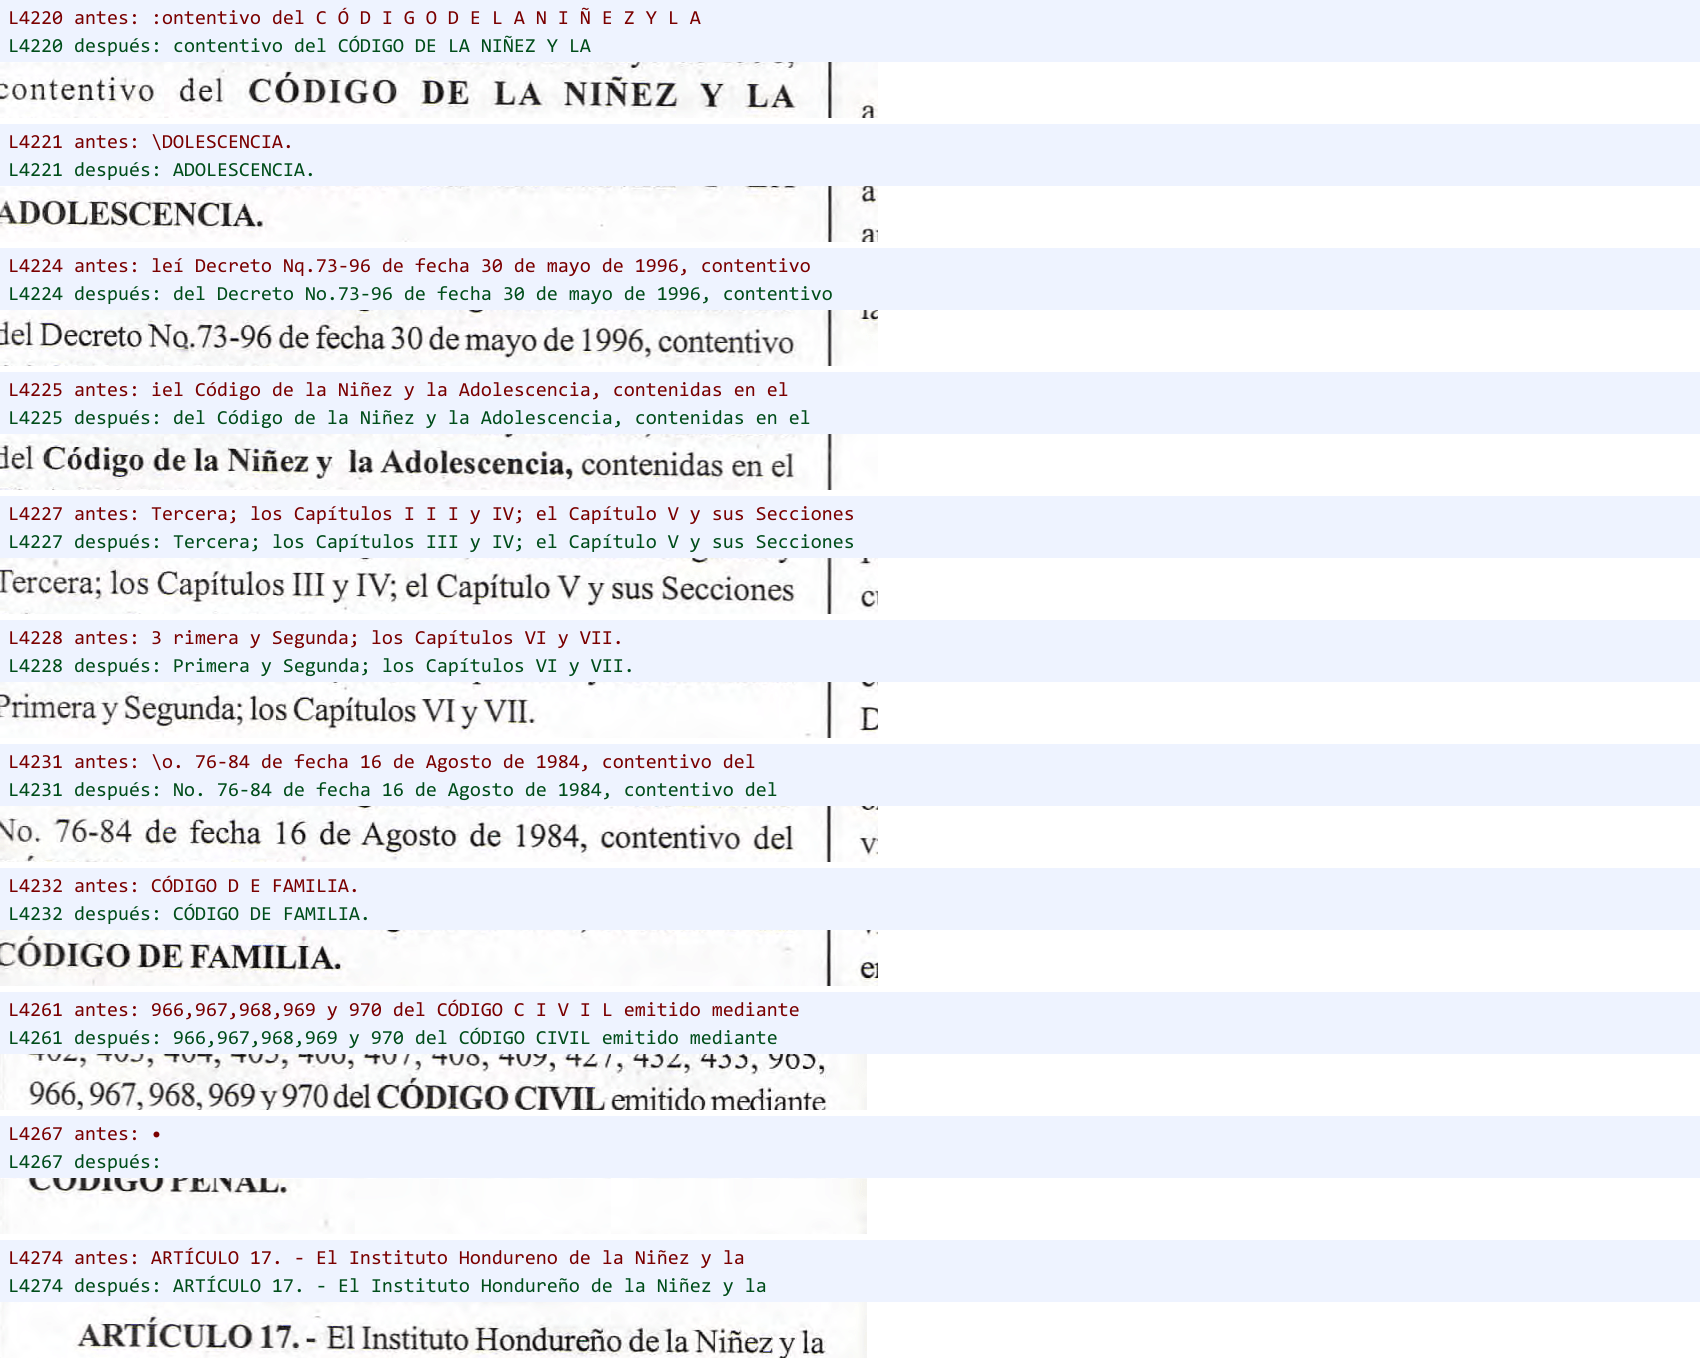 L4220 antes: :ontentivo del C Ó D I G O D E L A N I Ñ E Z Y L A
L4220 después: contentivo del CÓDIGO DE LA NIÑEZ Y LA
contentivo del CÓDIGO DE LA NIÑEZ Y LA
a
L4221 antes: \DOLESCENCIA.
L4221 después: ADOLESCENCIA.
a
ADOLESCENCIA.
a
L4224 antes: leí Decreto Nq.73-96 de fecha 30 de mayo de 1996, contentivo
L4224 después: del Decreto No.73-96 de fecha 30 de mayo de 1996, contentivo
del Decreto No.73-96 de fecha 30 de mayo de 1996, contentivo
L4225 antes: iel Código de la Niñez y la Adolescencia, contenidas en el
L4225 después: del Código de la Niñez y la Adolescencia, contenidas en el
del Código de la Niñez y la Adolescencia, contenidas en el
L4227 antes: Tercera; los Capítulos I I I y IV; el Capítulo V y sus Secciones
L4227 después: Tercera; los Capítulos III y IV; el Capítulo V y sus Secciones
Tercera; los Capítulos III y IV; el Capítulo V y sus Secciones
c
L4228 antes: 3 rimera y Segunda; los Capítulos VI y VII.
L4228 después: Primera y Segunda; los Capítulos VI y VII.
Primera y Segunda; los Capítulos VI y VII.
D
L4231 antes: \o. 76-84 de fecha 16 de Agosto de 1984, contentivo del
L4231 después: No. 76-84 de fecha 16 de Agosto de 1984, contentivo del
No. 76-84 de fecha 16 de Agosto de 1984, contentivo del
v
L4232 antes: CÓDIGO D E FAMILIA.
L4232 después: CÓDIGO DE FAMILIA.
CÓDIGO DE FAMILIA.
e
L4261 antes: 966,967,968,969 y 970 del CÓDIGO C I V I L emitido mediante
L4261 después: 966,967,968,969 y 970 del CÓDIGO CIVIL emitido mediante
402, 403, 404, 405, 406, 407, 408, 409, 427, 432, 433, 965,
966, 967, 968, 969 y 970 del CÓDIGO CIVIL emitido mediante
L4267 antes: •
L4267 después:
CÓDIGO PENAL.
L4274 antes: ARTÍCULO 17. - El Instituto Hondureno de la Niñez y la
L4274 después: ARTÍCULO 17. - El Instituto Hondureño de la Niñez y la
ARTÍCULO 17. - El Instituto Hondureño de la Niñez y la